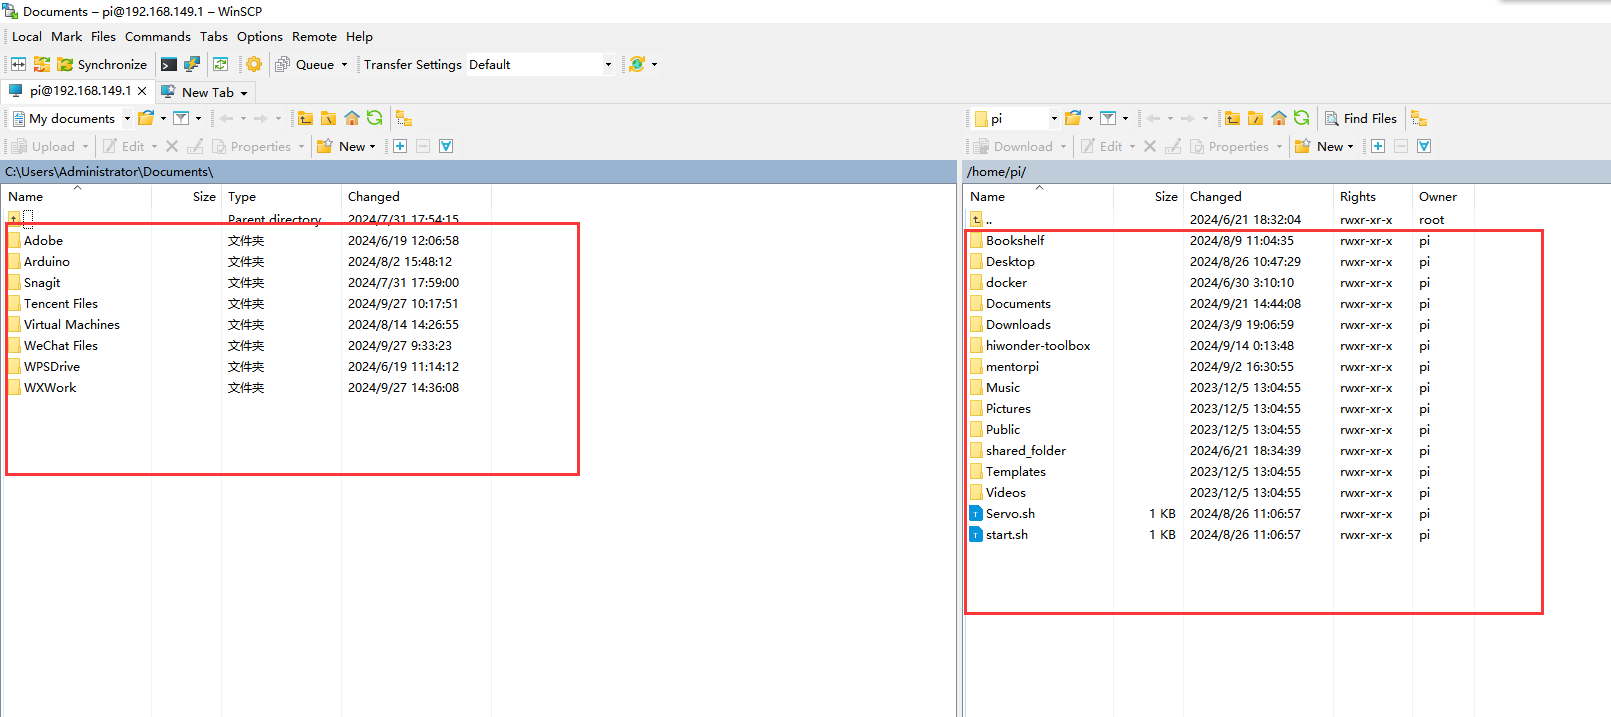 Documents – pi@192.168.149.1 – WinSCP
Local Mark Files Commands Tabs Options Remote Help
Synchronize Queue Transfer Settings Default
pi@192.168.149.1 New Tab
My documents
Upload Edit Properties New
C:\Users\Administrator\Documents\
Name Size Type Changed
Parent directory 2024/7/31 17:54:15
Adobe 文件夹 2024/6/19 12:06:58
Arduino 文件夹 2024/8/2 15:48:12
Snagit 文件夹 2024/7/31 17:59:00
Tencent Files 文件夹 2024/9/27 10:17:51
Virtual Machines 文件夹 2024/8/14 14:26:55
WeChat Files 文件夹 2024/9/27 9:33:23
WPSDrive 文件夹 2024/6/19 11:14:12
WXWork 文件夹 2024/9/27 14:36:08
pi Find Files
Download Edit Properties New
/home/pi/
Name Size Changed Rights Owner
.. 2024/6/21 18:32:04 rwxr-xr-x root
Bookshelf 2024/8/9 11:04:35 rwxr-xr-x pi
Desktop 2024/8/26 10:47:29 rwxr-xr-x pi
docker 2024/6/30 3:10:10 rwxr-xr-x pi
Documents 2024/9/21 14:44:08 rwxr-xr-x pi
Downloads 2024/3/9 19:06:59 rwxr-xr-x pi
hiwonder-toolbox 2024/9/14 0:13:48 rwxr-xr-x pi
mentorpi 2024/9/2 16:30:55 rwxr-xr-x pi
Music 2023/12/5 13:04:55 rwxr-xr-x pi
Pictures 2023/12/5 13:04:55 rwxr-xr-x pi
Public 2023/12/5 13:04:55 rwxr-xr-x pi
shared_folder 2024/6/21 18:34:39 rwxr-xr-x pi
Templates 2023/12/5 13:04:55 rwxr-xr-x pi
Videos 2023/12/5 13:04:55 rwxr-xr-x pi
Servo.sh 1 KB 2024/8/26 11:06:57 rwxr-xr-x pi
start.sh 1 KB 2024/8/26 11:06:57 rwxr-xr-x pi